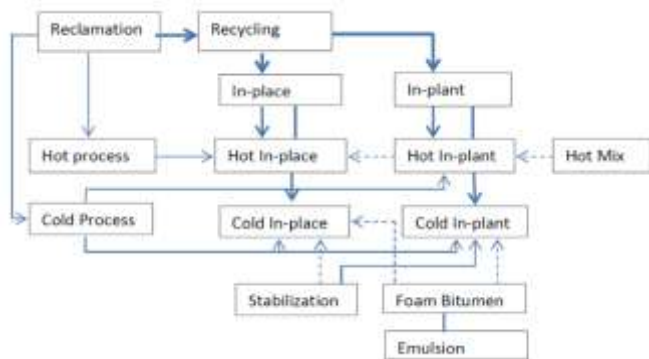 Reclamation
Recycling
In-place
In-plant
Hot process
Hot In-place
Hot In-plant
Hot Mix
Cold Process
Cold In-place
Cold In-plant
Stabilization
Foam Bitumen
Emulsion